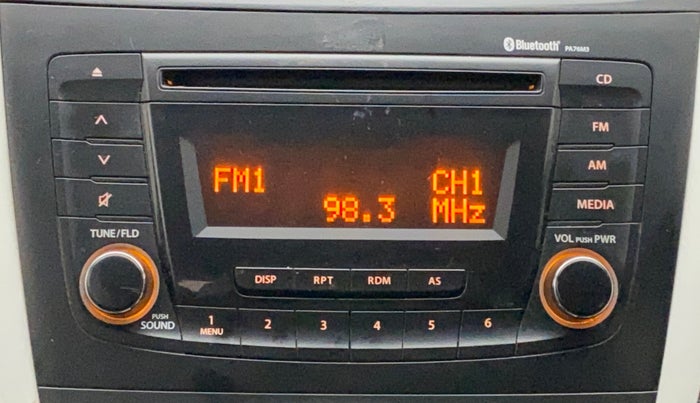 Bluetooth PA76M3
CD
FM
AM
MEDIA
FM1 CH1
98.3 MHz
TUNE/FLD
VOL PUSH PWR
DISP RPT RDM AS
PUSH
SOUND
1 2 3 4 5 6
MENU